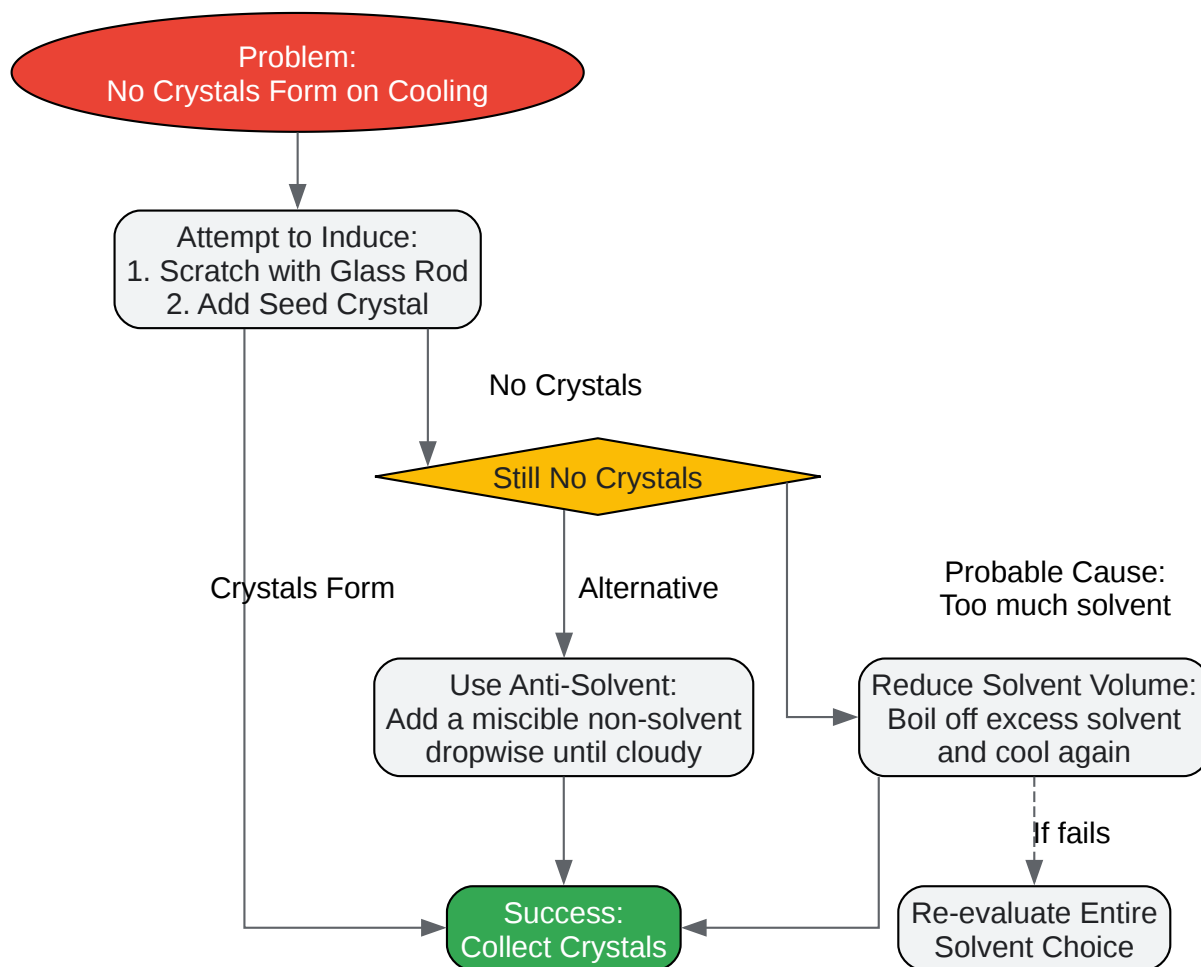 Problem:
No Crystals Form on Cooling
Attempt to Induce:
1. Scratch with Glass Rod
2. Add Seed Crystal
No Crystals
Still No Crystals
Crystals Form
Alternative
Probable Cause:
Too much solvent
Use Anti-Solvent:
Add a miscible non-solvent
dropwise until cloudy
Reduce Solvent Volume:
Boil off excess solvent
and cool again
If fails
Success:
Collect Crystals
Re-evaluate Entire
Solvent Choice